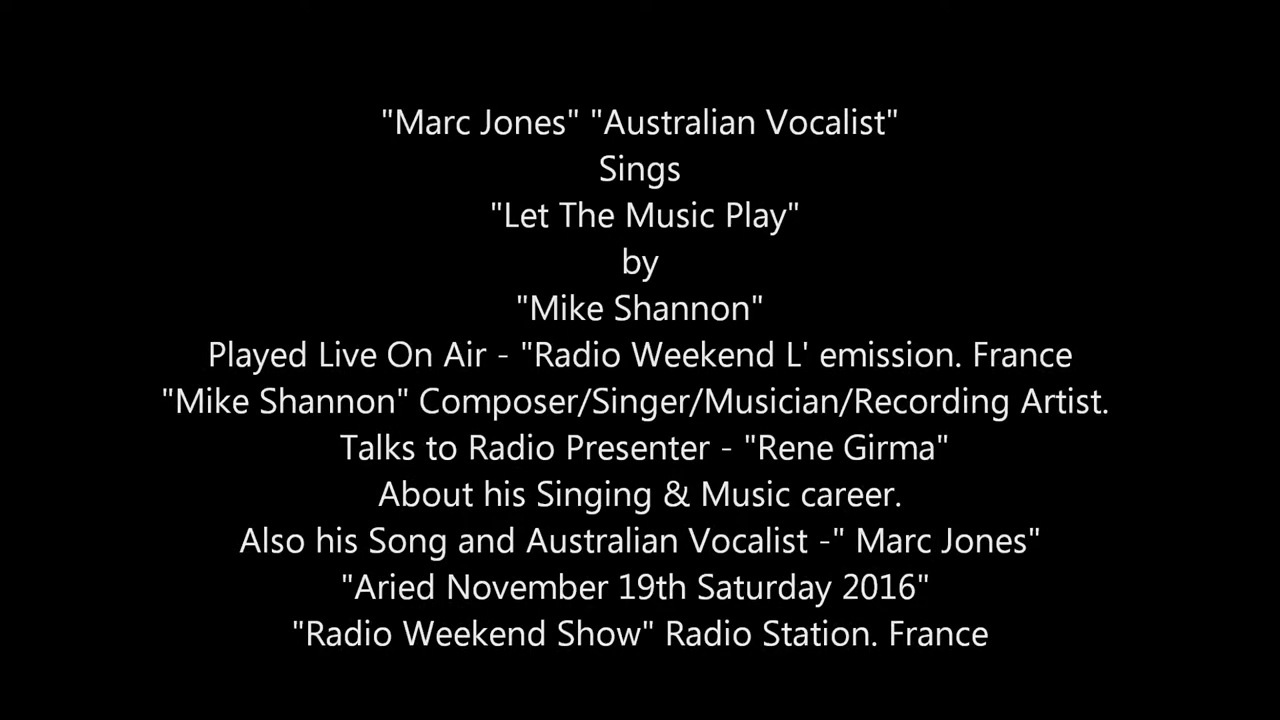 "Marc Jones" "Australian Vocalist"
Sings
"Let The Music Play"
by
"Mike Shannon"
Played Live On Air - "Radio Weekend L' emission. France
"Mike Shannon" Composer/Singer/Musician/Recording Artist.
Talks to Radio Presenter - "Rene Girma"
About his Singing & Music career.
Also his Song and Australian Vocalist -" Marc Jones"
"Aried November 19th Saturday 2016"
"Radio Weekend Show" Radio Station. France